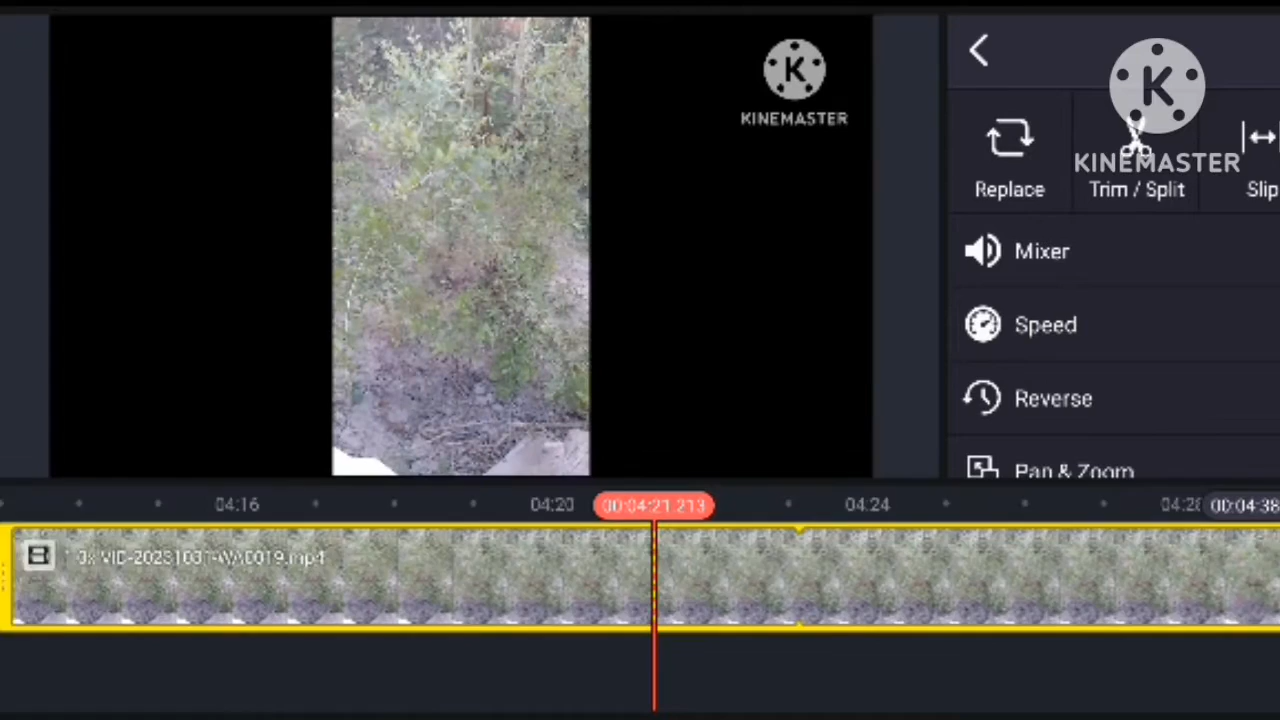 KINEMASTER
KINEMASTER
Replace
Trim / Split
Slip
Mixer
Speed
Reverse
Pan & Zoom
04:16
04:20
00:04:21.213
04:24
04:28
00:04:38
1.0x VID-20231031-WA0019.mp4